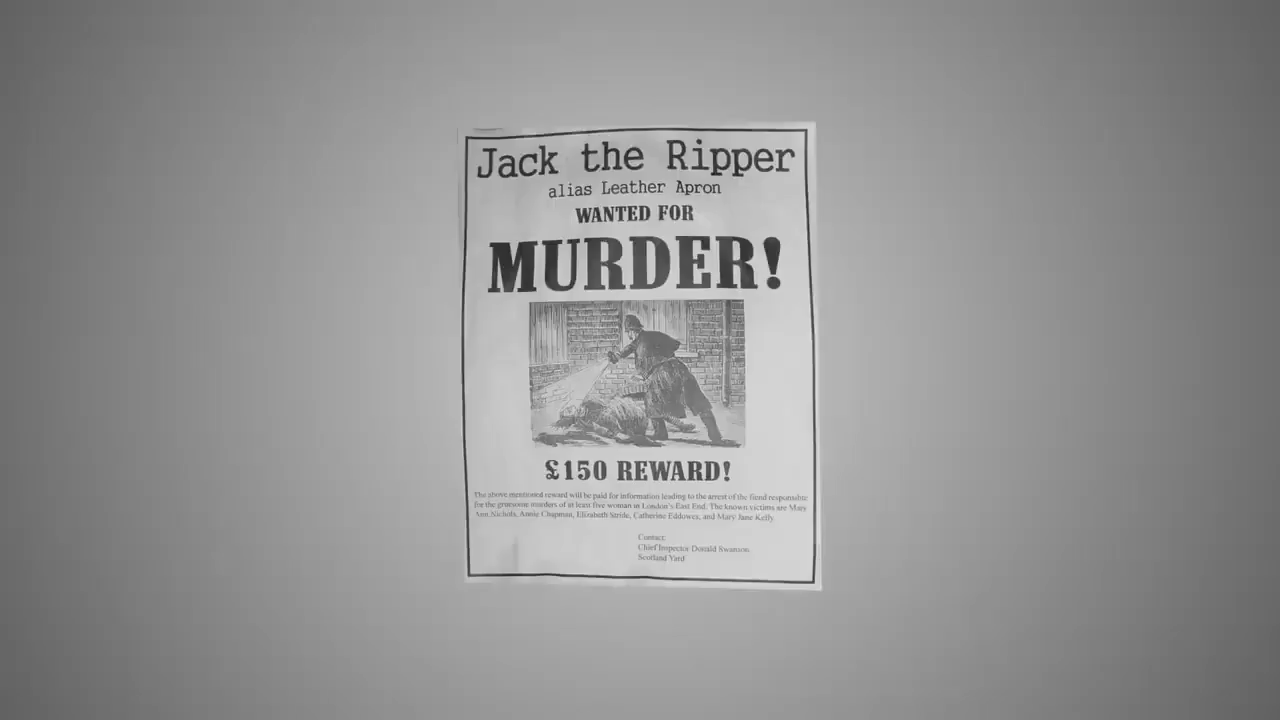 Jack the Ripper
alias Leather Apron
WANTED FOR
MURDER!
£150 REWARD!
The above mentioned reward will be paid for information leading to the arrest of the fiend responsible
for the gruesome murders of at least five woman in London's East End. The known victims are Mary
Ann Nichols, Annie Chapman, Elizabeth Stride, Catherine Eddowes, and Mary Jane Kelly.
Contact:
Chief Inspector Donald Swanson
Scotland Yard